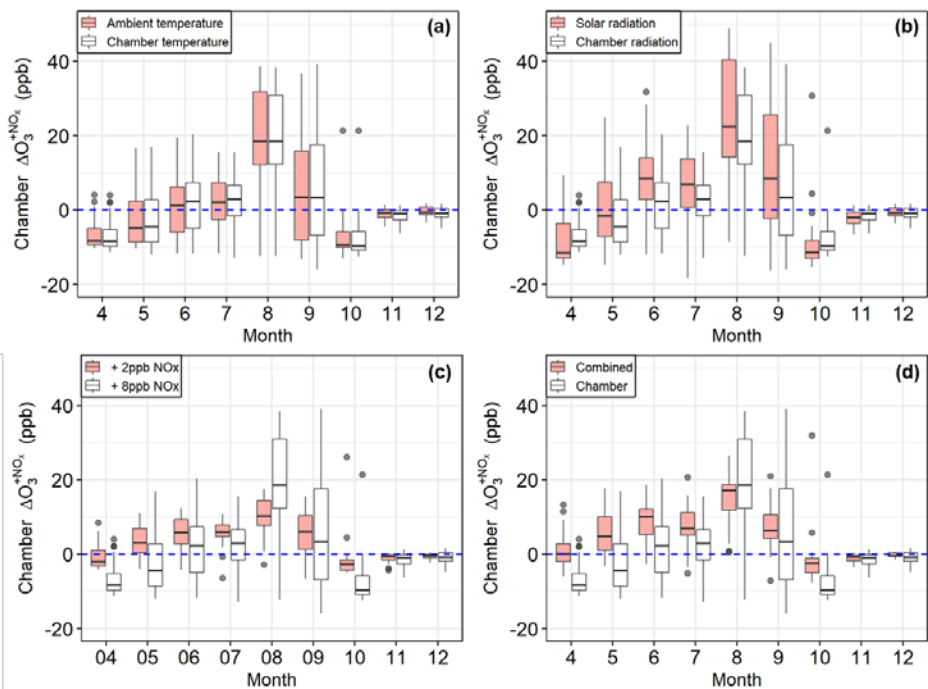 Ambient temperature
Chamber temperature
(a)
Chamber ΔO₃⁺ᴺᴼˣ (ppb)
40
20
0
-20
4 5 6 7 8 9 10 11 12
Month
Solar radiation
Chamber radiation
(b)
Chamber ΔO₃⁺ᴺᴼˣ (ppb)
40
20
0
-20
4 5 6 7 8 9 10 11 12
Month
+ 2ppb NOx
+ 8ppb NOx
(c)
Chamber ΔO₃⁺ᴺᴼˣ (ppb)
40
20
0
-20
04 05 06 07 08 09 10 11 12
Month
Combined
Chamber
(d)
Chamber ΔO₃⁺ᴺᴼˣ (ppb)
40
20
0
-20
4 5 6 7 8 9 10 11 12
Month